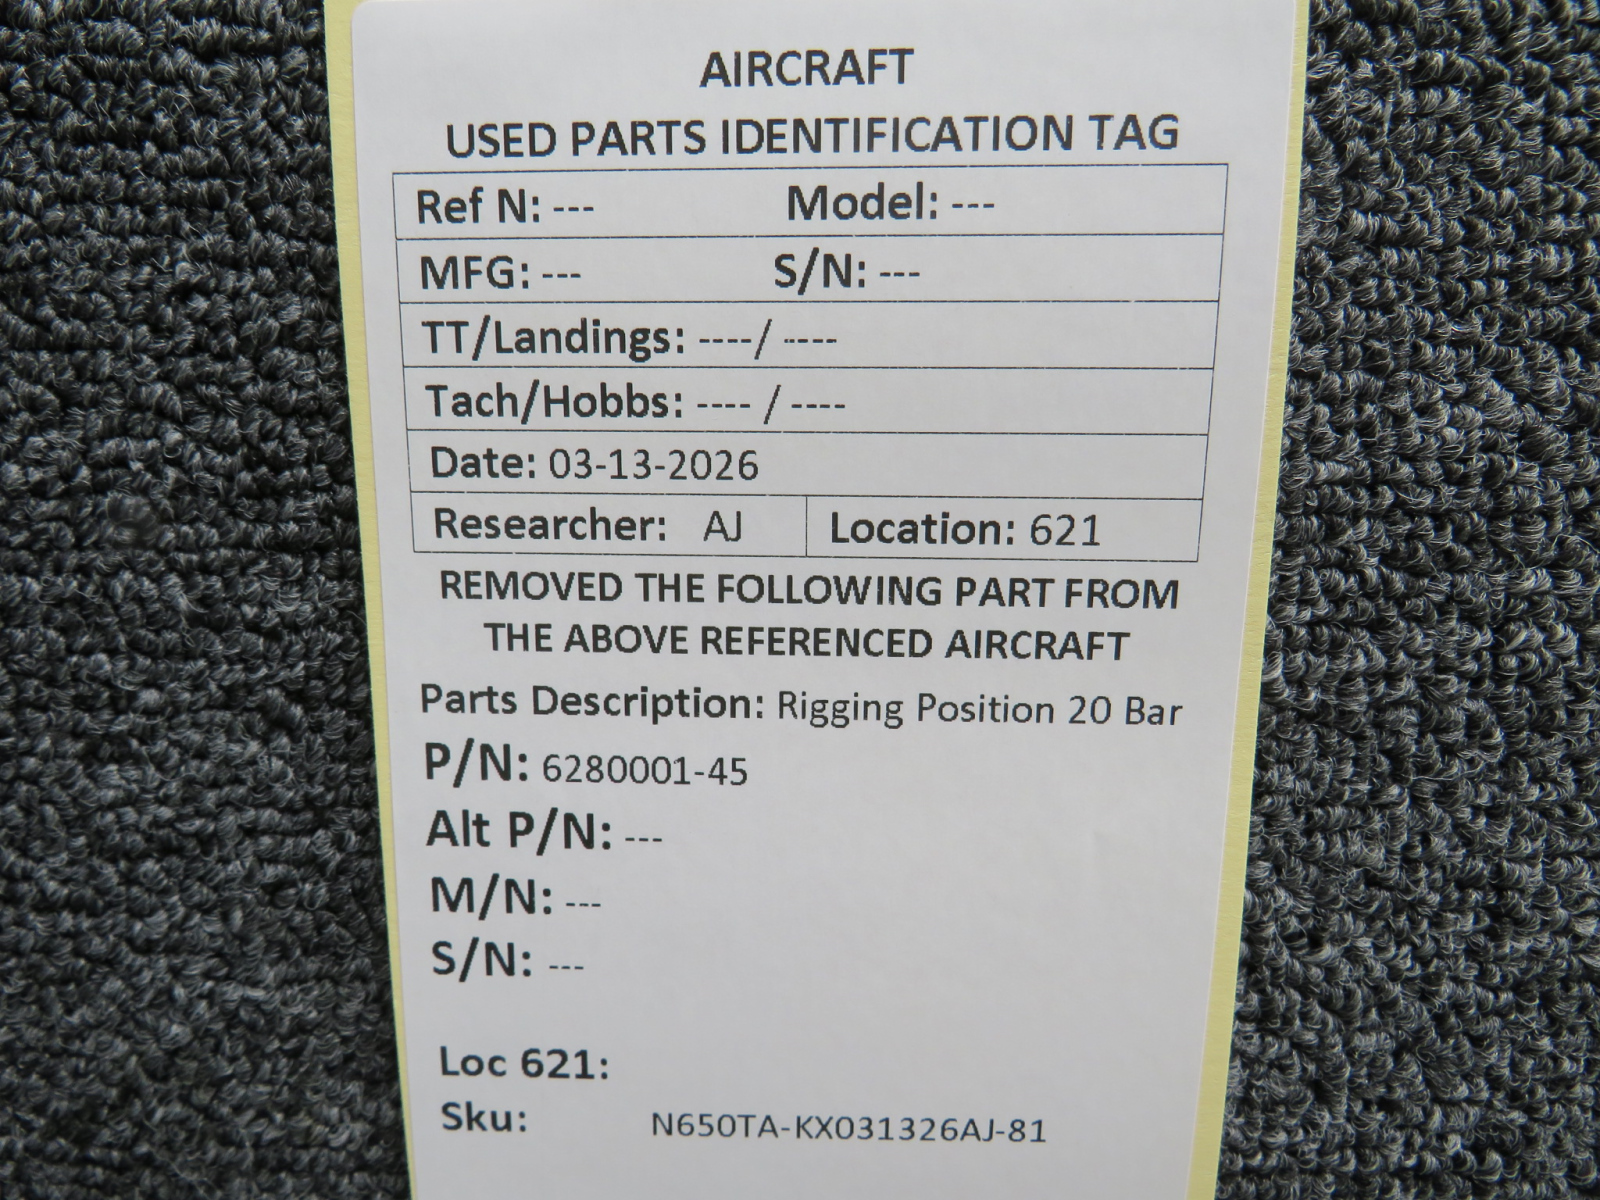 AIRCRAFT
USED PARTS IDENTIFICATION TAG
Ref N: --- Model: ---
MFG: --- S/N: ---
TT/Landings: ----/ ----
Tach/Hobbs: ---- / ----
Date: 03-13-2026
Researcher: AJ Location: 621
REMOVED THE FOLLOWING PART FROM
THE ABOVE REFERENCED AIRCRAFT
Parts Description: Rigging Position 20 Bar
P/N: 6280001-45
Alt P/N: ---
M/N: ---
S/N: ---
Loc 621:
Sku: N650TA-KX031326AJ-81